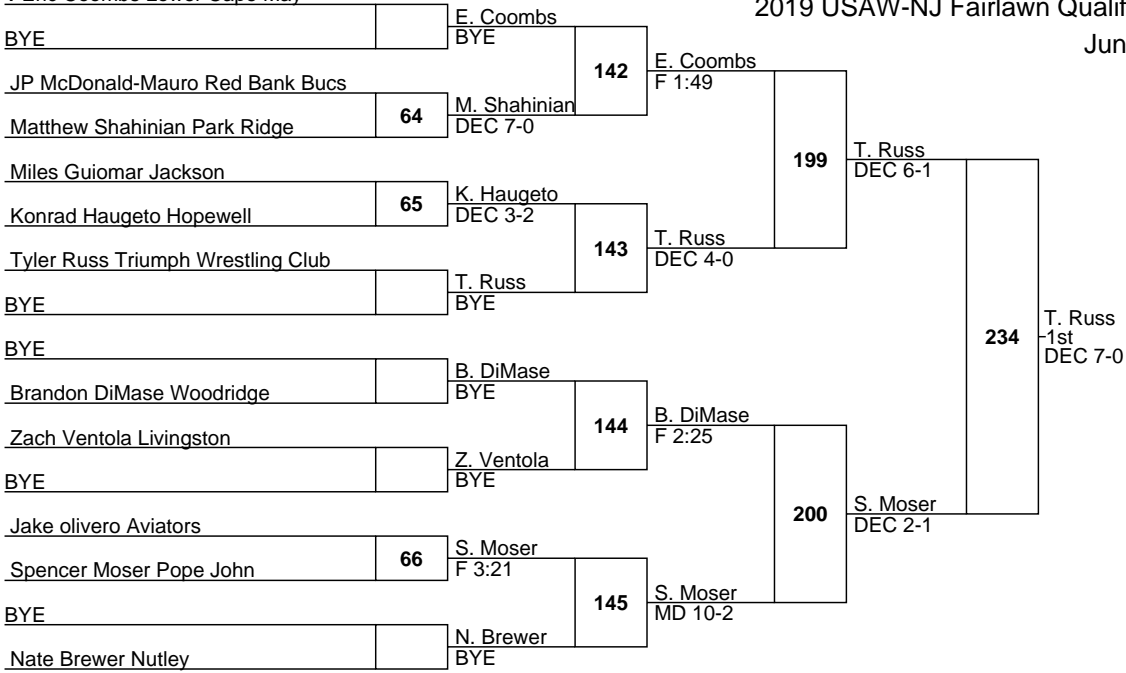 2019 USAW-NJ Fairlawn Qualif
Jun
BYE
JP McDonald-Mauro Red Bank Bucs
Matthew Shahinian Park Ridge
Miles Guiomar Jackson
Konrad Haugeto Hopewell
Tyler Russ Triumph Wrestling Club
BYE
BYE
Brandon DiMase Woodridge
Zach Ventola Livingston
BYE
Jake olivero Aviators
Spencer Moser Pope John
BYE
Nate Brewer Nutley
64
65
66
E. Coombs
BYE
M. Shahinian
DEC 7-0
K. Haugeto
DEC 3-2
T. Russ
BYE
B. DiMase
BYE
Z. Ventola
BYE
S. Moser
F 3:21
N. Brewer
BYE
142
143
144
145
E. Coombs
F 1:49
T. Russ
DEC 4-0
B. DiMase
F 2:25
S. Moser
MD 10-2
199
200
T. Russ
DEC 6-1
S. Moser
DEC 2-1
234
T. Russ
1st
DEC 7-0